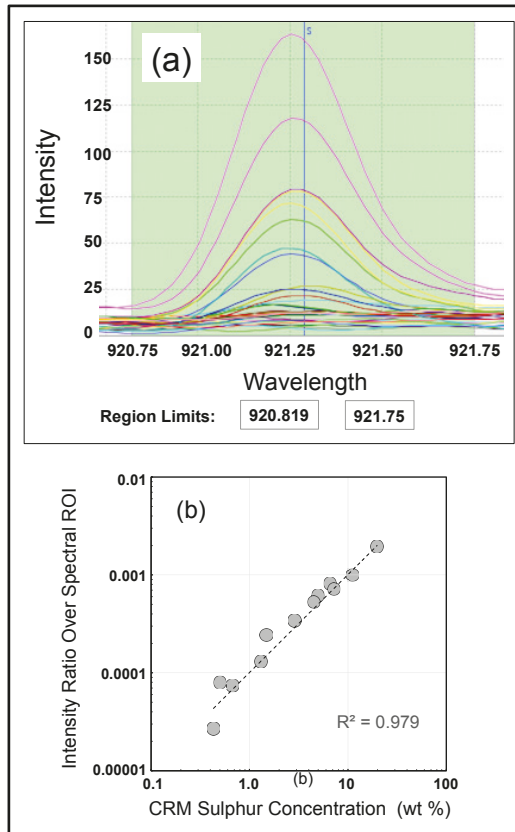 (a)
S
Intensity
150
125
100
75
50
25
0
920.75 921.00 921.25 921.50 921.75
Wavelength
Region Limits: 920.819 921.75
(b)
Intensity Ratio Over Spectral ROI
0.01
0.001
0.0001
0.00001
R² = 0.979
0.1 1.0 10 100
(b)
CRM Sulphur Concentration (wt %)